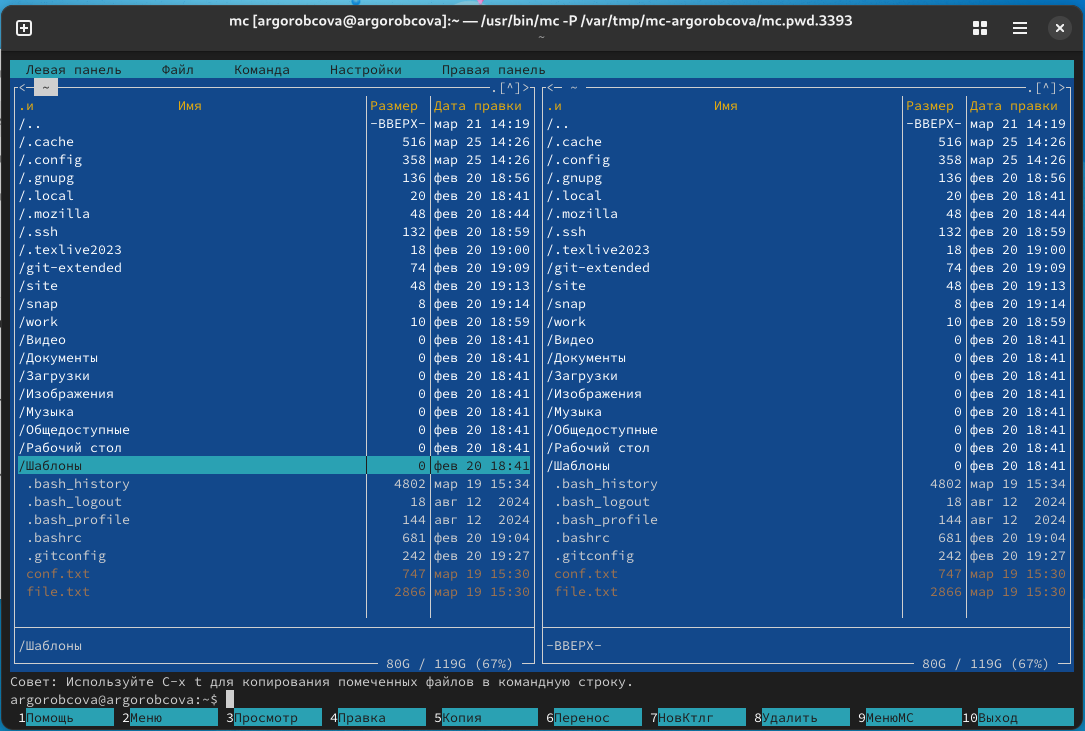 mc [argorobcova@argorobcova]:~ — /usr/bin/mc -P /var/tmp/mc-argorobcova/mc.pwd.3393
~
Левая панель Файл Команда Настройки Правая панель
<— ~ .[^]> <— ~ .[^]>
.и Имя Размер Дата правки .и Имя Размер Дата правки
/.. -ВВЕРХ- мар 21 14:19 /.. -ВВЕРХ- мар 21 14:19
/.cache 516 мар 25 14:26 /.cache 516 мар 25 14:26
/.config 358 мар 25 14:26 /.config 358 мар 25 14:26
/.gnupg 136 фев 20 18:56 /.gnupg 136 фев 20 18:56
/.local 20 фев 20 18:41 /.local 20 фев 20 18:41
/.mozilla 48 фев 20 18:44 /.mozilla 48 фев 20 18:44
/.ssh 132 фев 20 18:59 /.ssh 132 фев 20 18:59
/.texlive2023 18 фев 20 19:00 /.texlive2023 18 фев 20 19:00
/git-extended 74 фев 20 19:09 /git-extended 74 фев 20 19:09
/site 48 фев 20 19:13 /site 48 фев 20 19:13
/snap 8 фев 20 19:14 /snap 8 фев 20 19:14
/work 10 фев 20 18:59 /work 10 фев 20 18:59
/Видео 0 фев 20 18:41 /Видео 0 фев 20 18:41
/Документы 0 фев 20 18:41 /Документы 0 фев 20 18:41
/Загрузки 0 фев 20 18:41 /Загрузки 0 фев 20 18:41
/Изображения 0 фев 20 18:41 /Изображения 0 фев 20 18:41
/Музыка 0 фев 20 18:41 /Музыка 0 фев 20 18:41
/Общедоступные 0 фев 20 18:41 /Общедоступные 0 фев 20 18:41
/Рабочий стол 0 фев 20 18:41 /Рабочий стол 0 фев 20 18:41
/Шаблоны 0 фев 20 18:41 /Шаблоны 0 фев 20 18:41
.bash_history 4802 мар 19 15:34 .bash_history 4802 мар 19 15:34
.bash_logout 18 авг 12 2024 .bash_logout 18 авг 12 2024
.bash_profile 144 авг 12 2024 .bash_profile 144 авг 12 2024
.bashrc 681 фев 20 19:04 .bashrc 681 фев 20 19:04
.gitconfig 242 фев 20 19:27 .gitconfig 242 фев 20 19:27
conf.txt 747 мар 19 15:30 conf.txt 747 мар 19 15:30
file.txt 2866 мар 19 15:30 file.txt 2866 мар 19 15:30
/Шаблоны -ВВЕРХ-
80G / 119G (67%) 80G / 119G (67%)
Совет: Используйте C-x t для копирования помеченных файлов в командную строку.
argorobcova@argorobcova:~$
1Помощь 2Меню 3Просмотр 4Правка 5Копия 6Перенос 7НовКтлг 8Удалить 9МенюМС 10Выход